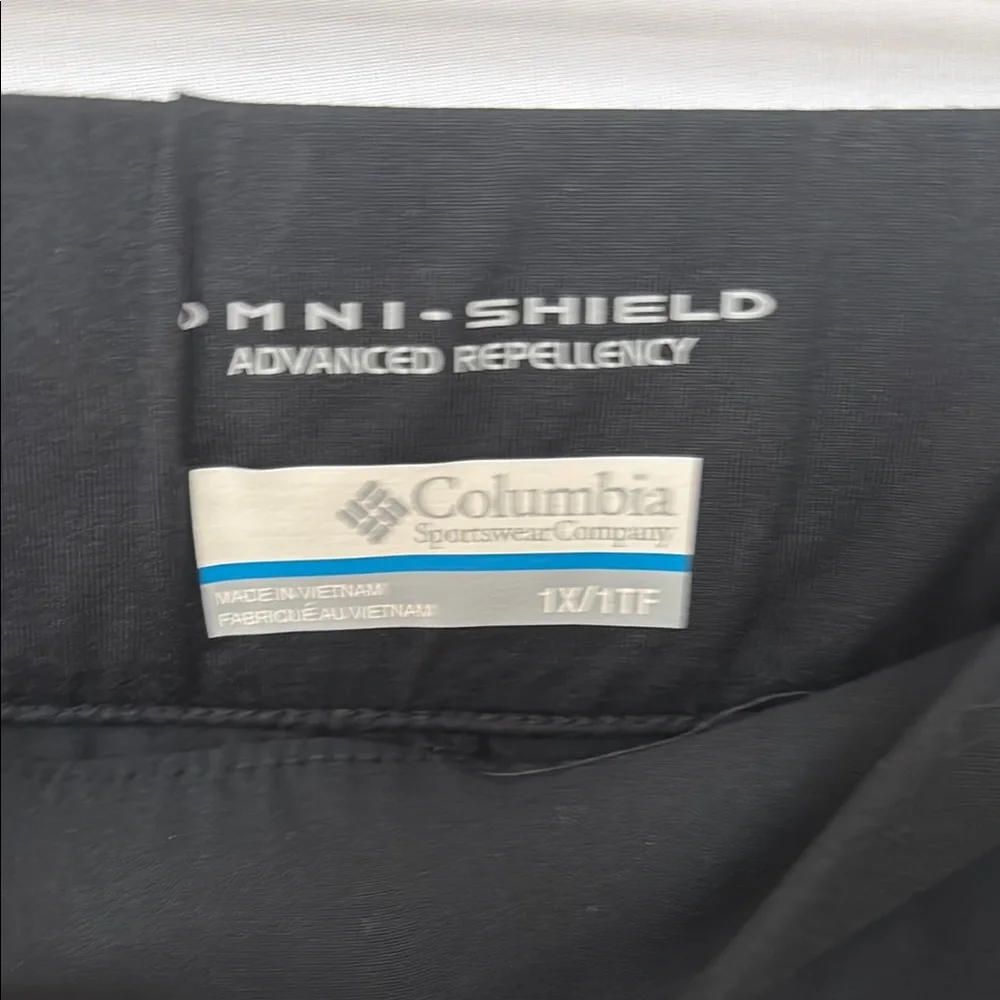 OMNI-SHIELD
ADVANCED REPELLENCY
Columbia
Sportswear Company
MADE IN VIETNAM
FABRIQUÉ AU VIETNAM
1X/1TF